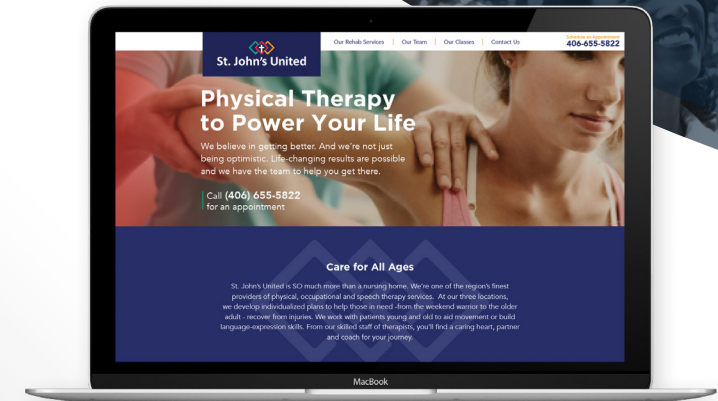 Our Rehab Services | Our Team | Our Classes | Contact Us
Schedule an Appointment
406-655-5822
St. John's United
Physical Therapy
to Power Your Life
We believe in getting better. And we're not just
being optimistic. Life-changing results are possible
and we have the team to help you get there.
Call (406) 655-5822
for an appointment
Care for All Ages
St. John's United is SO much more than a nursing home. We're one of the region's finest
providers of physical, occupational and speech therapy services. At our three locations,
we develop individualized plans to help those in need -from the weekend warrior to the older
adult - recover from injuries. We work with patients young and old to aid movement or build
language-expression skills. From our skilled staff of therapists, you'll find a caring heart, partner
and coach for your journey.
MacBook